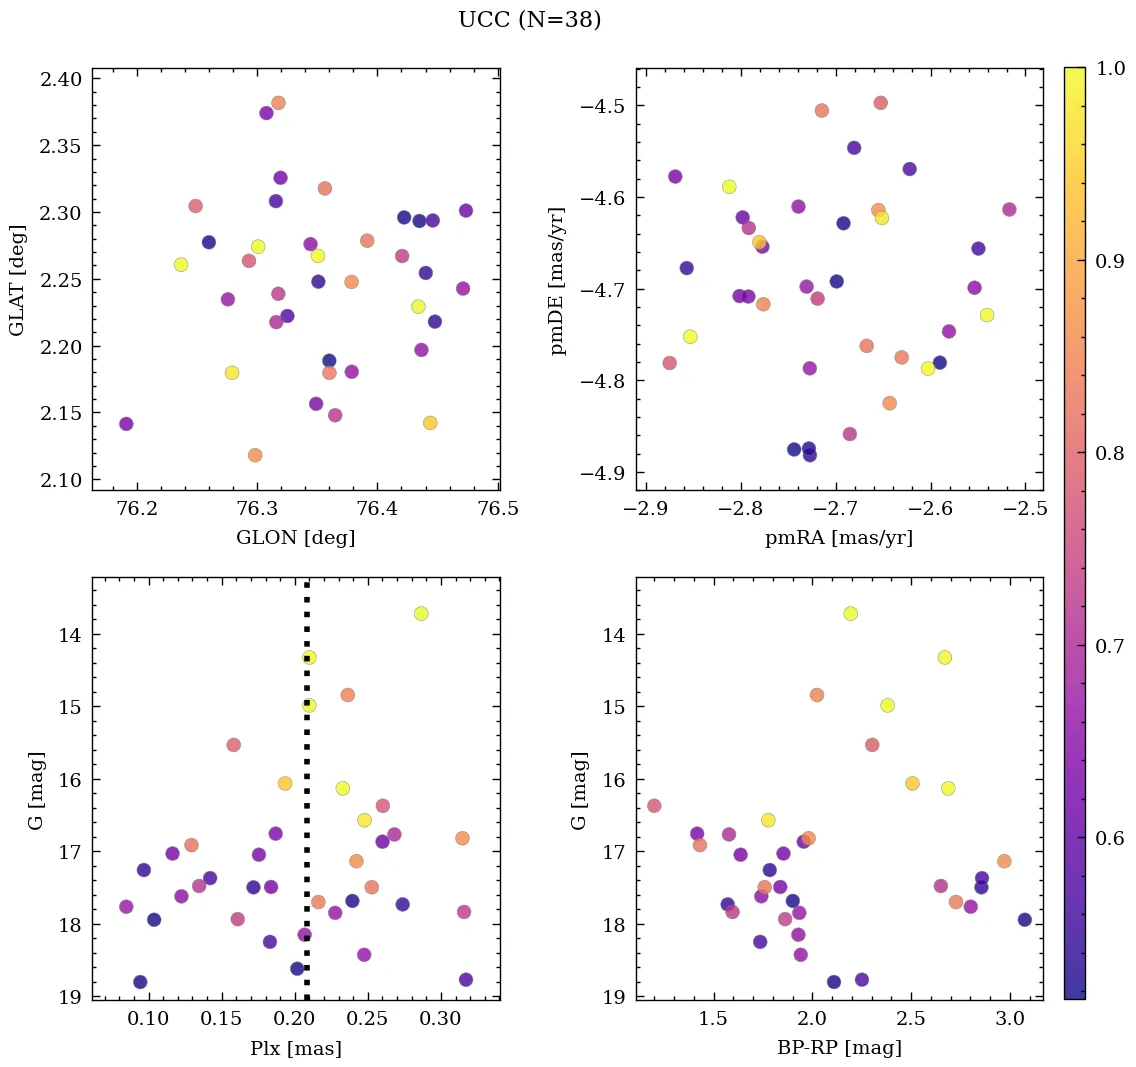 UCC (N=38)
2.40
2.35
2.30
2.25
2.20
2.15
2.10
GLAT [deg]
76.2 76.3 76.4 76.5
GLON [deg]
−4.5
−4.6
−4.7
−4.8
−4.9
pmDE [mas/yr]
−2.9 −2.8 −2.7 −2.6 −2.5
pmRA [mas/yr]
14
15
16
17
18
19
G [mag]
0.10 0.15 0.20 0.25 0.30
Plx [mas]
14
15
16
17
18
19
G [mag]
1.5 2.0 2.5 3.0
BP-RP [mag]
1.0
0.9
0.8
0.7
0.6